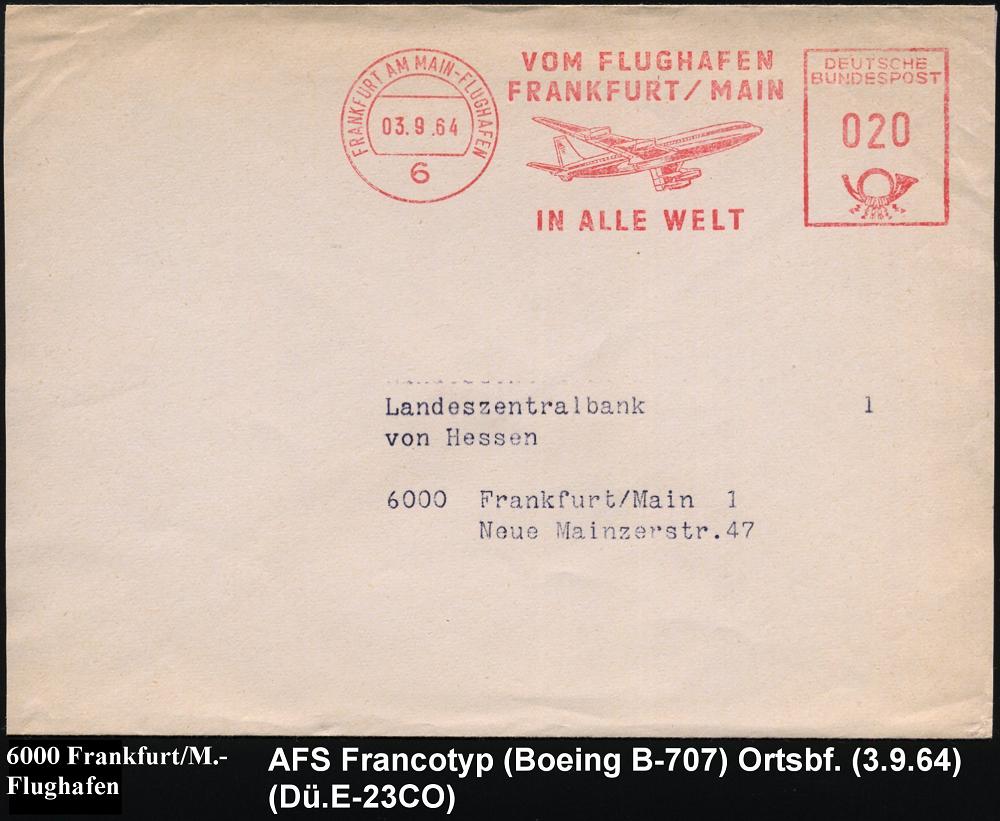 FRANKFURT AM MAIN-FLUGHAFEN
03.9.64
6
VOM FLUGHAFEN
FRANKFURT/MAIN
IN ALLE WELT
DEUTSCHE
BUNDESPOST
020
Landeszentralbank 1
von Hessen
6000 Frankfurt/Main 1
Neue Mainzerstr.47
6000 Frankfurt/M.-
Flughafen
AFS Francotyp (Boeing B-707) Ortsbf. (3.9.64)
(Dü.E-23CO)